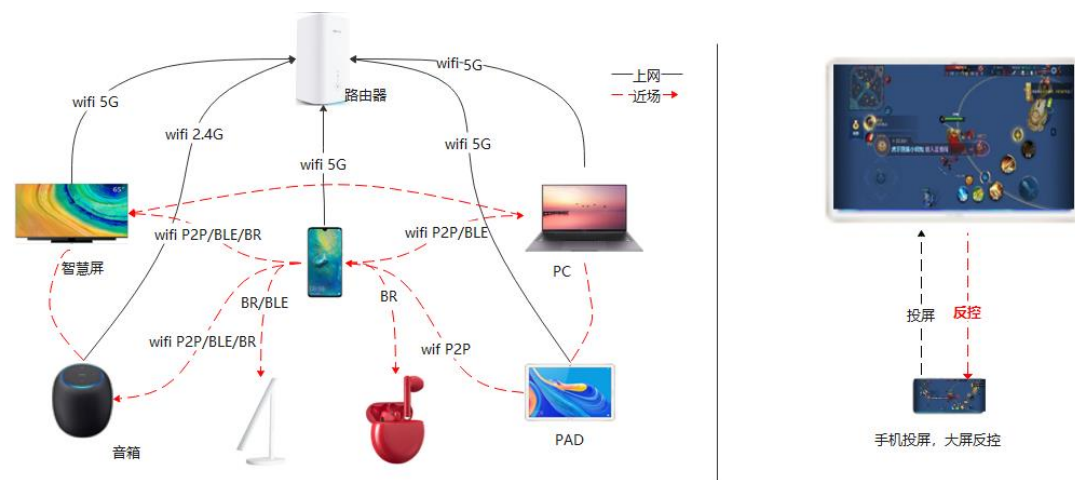 路由器
wifi 5G
上网
近场
wifi 5G
wifi 2.4G
wifi 5G
wifi 5G
65"
wifi P2P/BLE/BR
wifi P2P/BLE
智慧屏
PC
BR/BLE
BR
wifi P2P/BLE/BR
wif P2P
音箱
PAD
投屏
反控
手机投屏，大屏反控